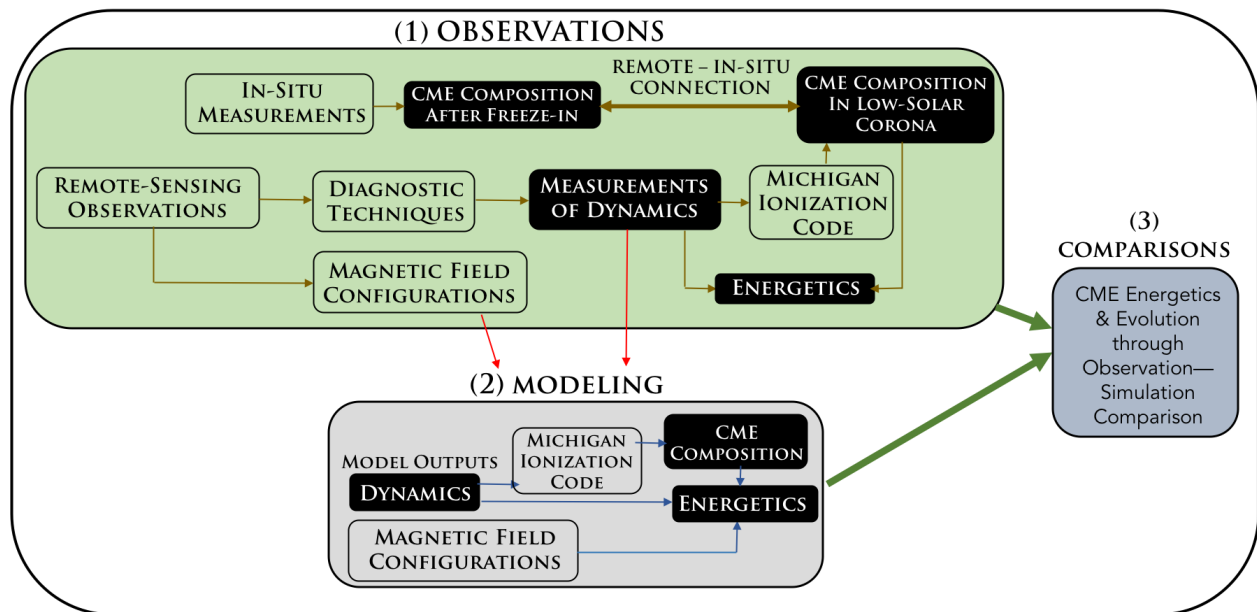 (1) OBSERVATIONS
IN-SITU
MEASUREMENTS
CME COMPOSITION
AFTER FREEZE-IN
REMOTE – IN-SITU
CONNECTION
CME COMPOSITION
IN LOW-SOLAR
CORONA
REMOTE-SENSING
OBSERVATIONS
DIAGNOSTIC
TECHNIQUES
MEASUREMENTS
OF DYNAMICS
MICHIGAN
IONIZATION
CODE
MAGNETIC FIELD
CONFIGURATIONS
ENERGETICS
(2) MODELING
MODEL OUTPUTS
DYNAMICS
MICHIGAN
IONIZATION
CODE
CME
COMPOSITION
ENERGETICS
MAGNETIC FIELD
CONFIGURATIONS
(3)
COMPARISONS
CME Energetics
& Evolution
through
Observation—
Simulation
Comparison